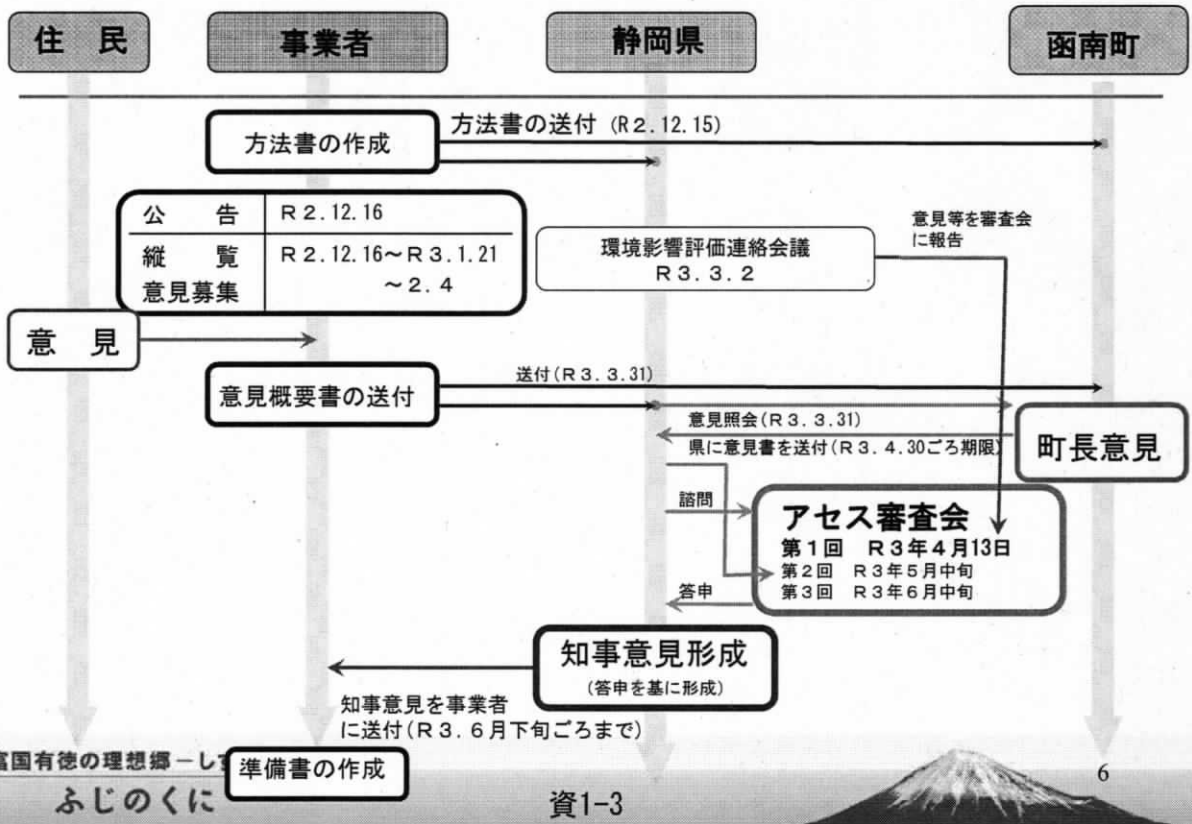 住　民
事業者
静岡県
函南町
方法書の作成
方法書の送付 (R2.12.15)
公　　告　R2.12.16
縦　　覧　R2.12.16～R3.1.21
意見募集　～2.4
環境影響評価連絡会議
R3.3.2
意見等を審査会
に報告
意　見
意見概要書の送付
送付(R3.3.31)
意見照会(R3.3.31)
県に意見書を送付(R3.4.30ごろ期限)
町長意見
諮問
アセス審査会
第1回　R3年4月13日
第2回　R3年5月中旬
第3回　R3年6月中旬
答申
知事意見形成
(答申を基に形成)
知事意見を事業者
に送付(R3.6月下旬ごろまで)
富国有徳の理想郷－しず
準備書の作成
ふじのくに
資1-3
6